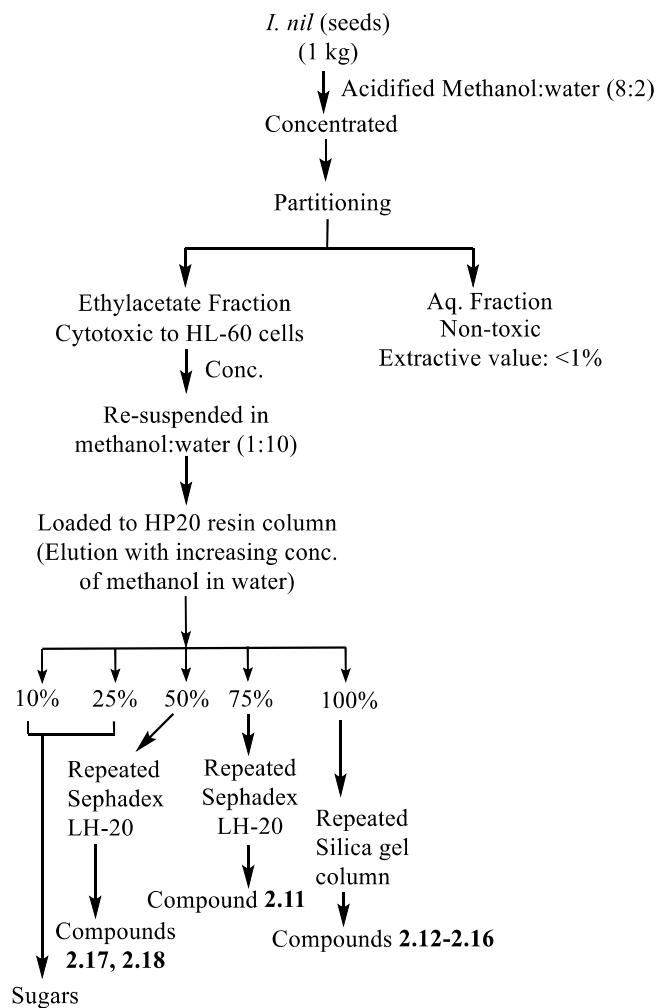 I. nil (seeds)
(1 kg)
Acidified Methanol:water (8:2)
Concentrated
Partitioning
Ethylacetate Fraction
Cytotoxic to HL-60 cells
Aq. Fraction
Non-toxic
Extractive value: <1%
Conc.
Re-suspended in
methanol:water (1:10)
Loaded to HP20 resin column
(Elution with increasing conc.
of methanol in water)
10% 25% 50% 75% 100%
Repeated
Sephadex
LH-20
Repeated
Sephadex
LH-20
Repeated
Silica gel
column
Compound 2.11
Compounds
2.17, 2.18
Compounds 2.12-2.16
Sugars